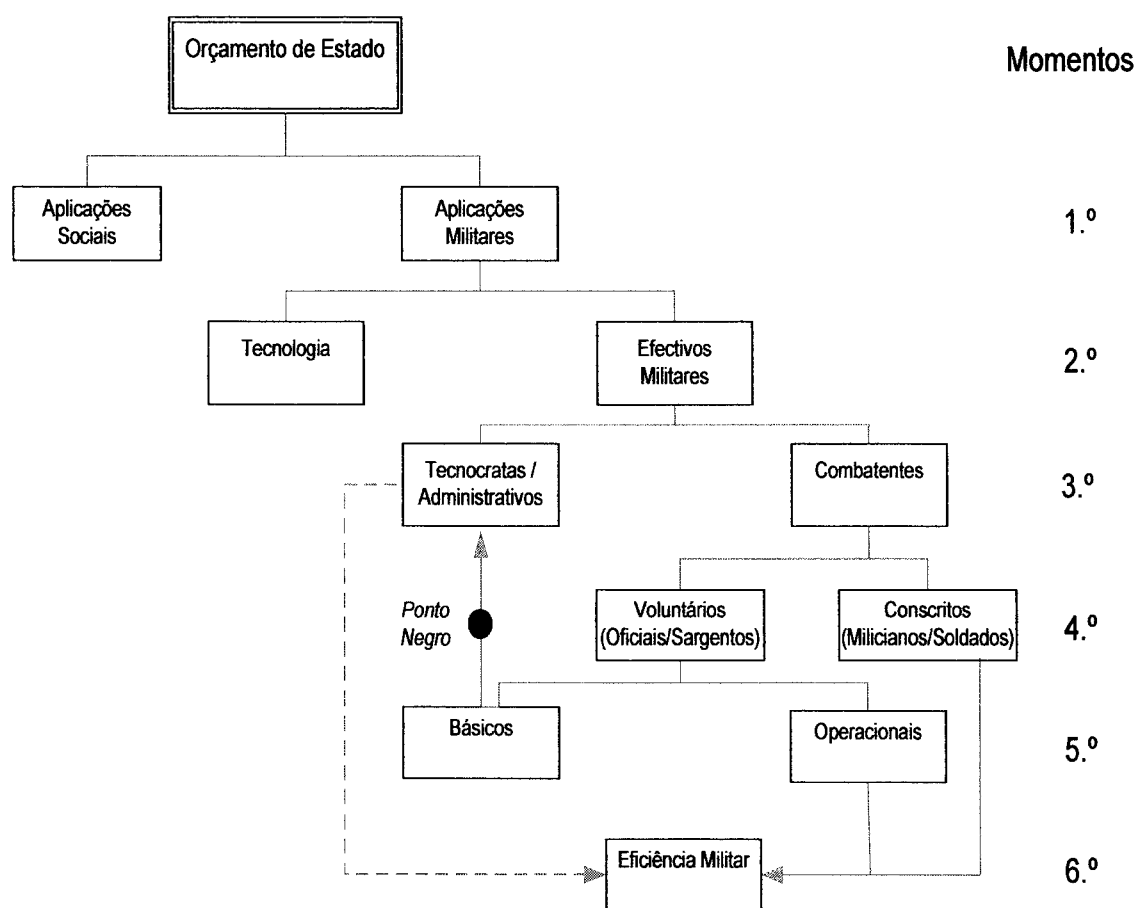 Orçamento de Estado
Momentos
Aplicações
Sociais
Aplicações
Militares
1.º
Tecnologia
Efectivos
Militares
2.º
Tecnocratas /
Administrativos
Combatentes
3.º
Ponto
Negro
Voluntários
(Oficiais/Sargentos)
Conscritos
(Milicianos/Soldados)
4.º
Básicos
Operacionais
5.º
Eficiência Militar
6.º